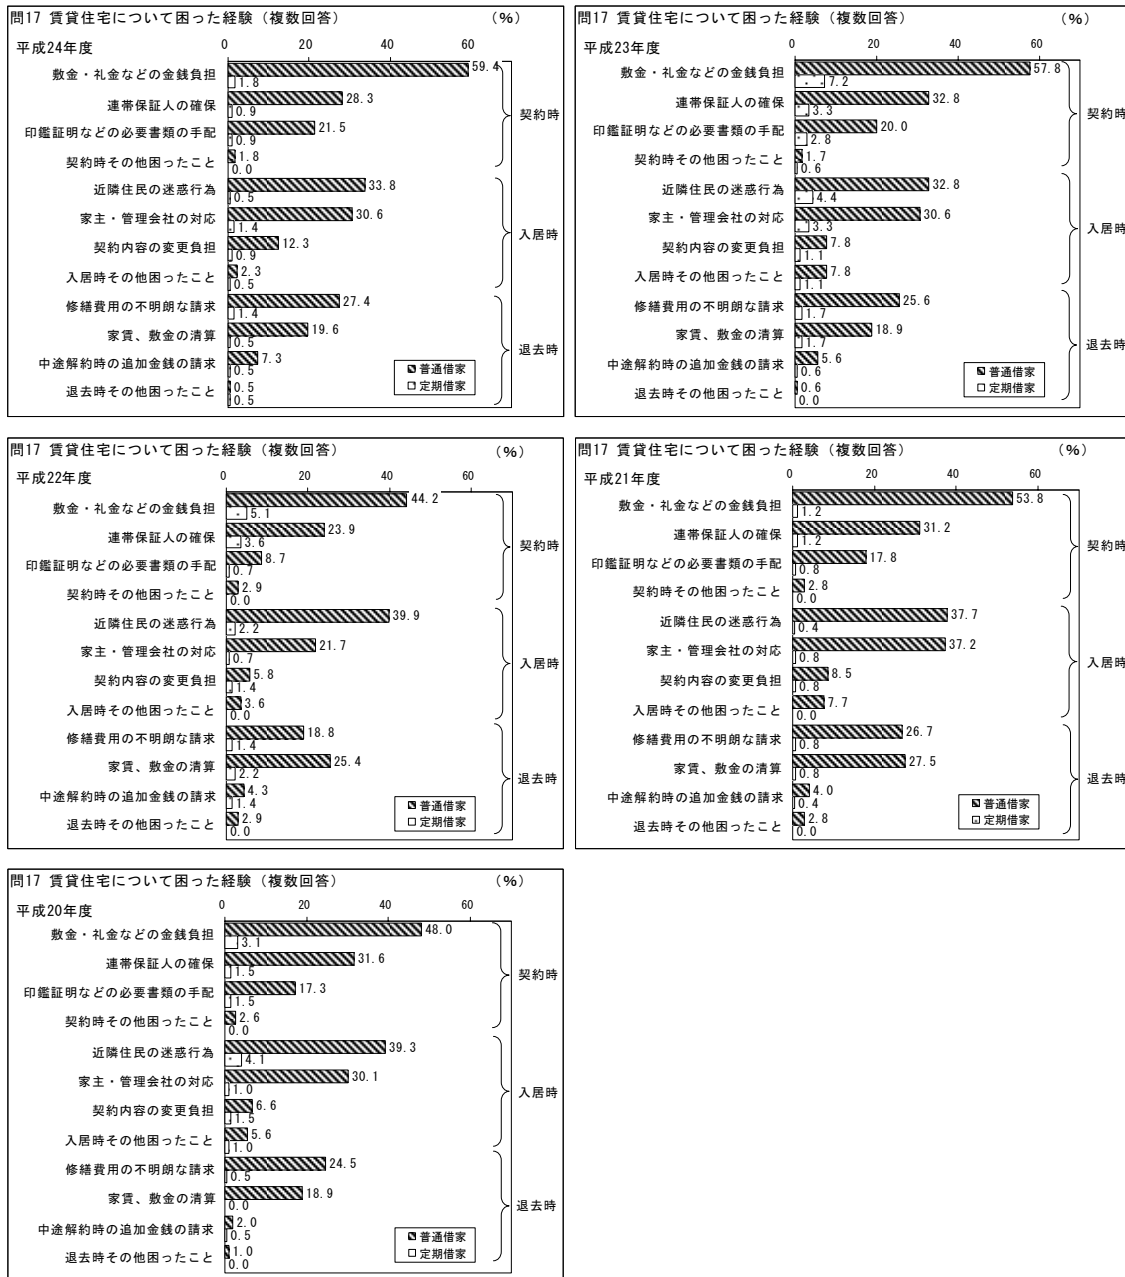 問17 賃貸住宅について困った経験（複数回答） （％）
平成24年度
0 20 40 60
敷金・礼金などの金銭負担 59.4
1.8
連帯保証人の確保 28.3
0.9
印鑑証明などの必要書類の手配 21.5
0.9
契約時その他困ったこと 1.8
0.0
契約時
近隣住民の迷惑行為 33.8
0.5
家主・管理会社の対応 30.6
1.4
契約内容の変更負担 12.3
0.9
入居時その他困ったこと 2.3
0.5
入居時
修繕費用の不明朗な請求 27.4
1.4
家賃、敷金の清算 19.6
0.5
中途解約時の追加金銭の請求 7.3
0.5
退去時その他困ったこと 0.5
0.5
退去時
普通借家
定期借家
問17 賃貸住宅について困った経験（複数回答） （％）
平成23年度
0 20 40 60
敷金・礼金などの金銭負担 57.8
7.2
連帯保証人の確保 32.8
3.3
印鑑証明などの必要書類の手配 20.0
2.8
契約時その他困ったこと 1.7
0.6
契約時
近隣住民の迷惑行為 32.8
4.4
家主・管理会社の対応 30.6
3.3
契約内容の変更負担 7.8
1.1
入居時その他困ったこと 7.8
1.1
入居時
修繕費用の不明朗な請求 25.6
1.7
家賃、敷金の清算 18.9
1.7
中途解約時の追加金銭の請求 5.6
0.6
退去時その他困ったこと 0.6
0.0
退去時
普通借家
定期借家
問17 賃貸住宅について困った経験（複数回答） （％）
平成22年度
0 20 40 60
敷金・礼金などの金銭負担 44.2
5.1
連帯保証人の確保 23.9
3.6
印鑑証明などの必要書類の手配 8.7
0.7
契約時その他困ったこと 2.9
0.0
契約時
近隣住民の迷惑行為 39.9
2.2
家主・管理会社の対応 21.7
0.7
契約内容の変更負担 5.8
1.4
入居時その他困ったこと 3.6
0.0
入居時
修繕費用の不明朗な請求 18.8
1.4
家賃、敷金の清算 25.4
2.2
中途解約時の追加金銭の請求 4.3
1.4
退去時その他困ったこと 2.9
0.0
退去時
普通借家
定期借家
問17 賃貸住宅について困った経験（複数回答） （％）
平成21年度
0 20 40 60
敷金・礼金などの金銭負担 53.8
1.2
連帯保証人の確保 31.2
1.2
印鑑証明などの必要書類の手配 17.8
0.8
契約時その他困ったこと 2.8
0.0
契約時
近隣住民の迷惑行為 37.7
0.4
家主・管理会社の対応 37.2
0.8
契約内容の変更負担 8.5
0.8
入居時その他困ったこと 7.7
0.0
入居時
修繕費用の不明朗な請求 26.7
0.8
家賃、敷金の清算 27.5
0.8
中途解約時の追加金銭の請求 4.0
0.4
退去時その他困ったこと 2.8
0.0
退去時
普通借家
定期借家
問17 賃貸住宅について困った経験（複数回答） （％）
平成20年度
0 20 40 60
敷金・礼金などの金銭負担 48.0
3.1
連帯保証人の確保 31.6
1.5
印鑑証明などの必要書類の手配 17.3
1.5
契約時その他困ったこと 2.6
0.0
契約時
近隣住民の迷惑行為 39.3
4.1
家主・管理会社の対応 30.1
1.0
契約内容の変更負担 6.6
1.5
入居時その他困ったこと 5.6
1.0
入居時
修繕費用の不明朗な請求 24.5
0.5
家賃、敷金の清算 18.9
0.0
中途解約時の追加金銭の請求 2.0
0.5
退去時その他困ったこと 1.0
0.0
退去時
普通借家
定期借家